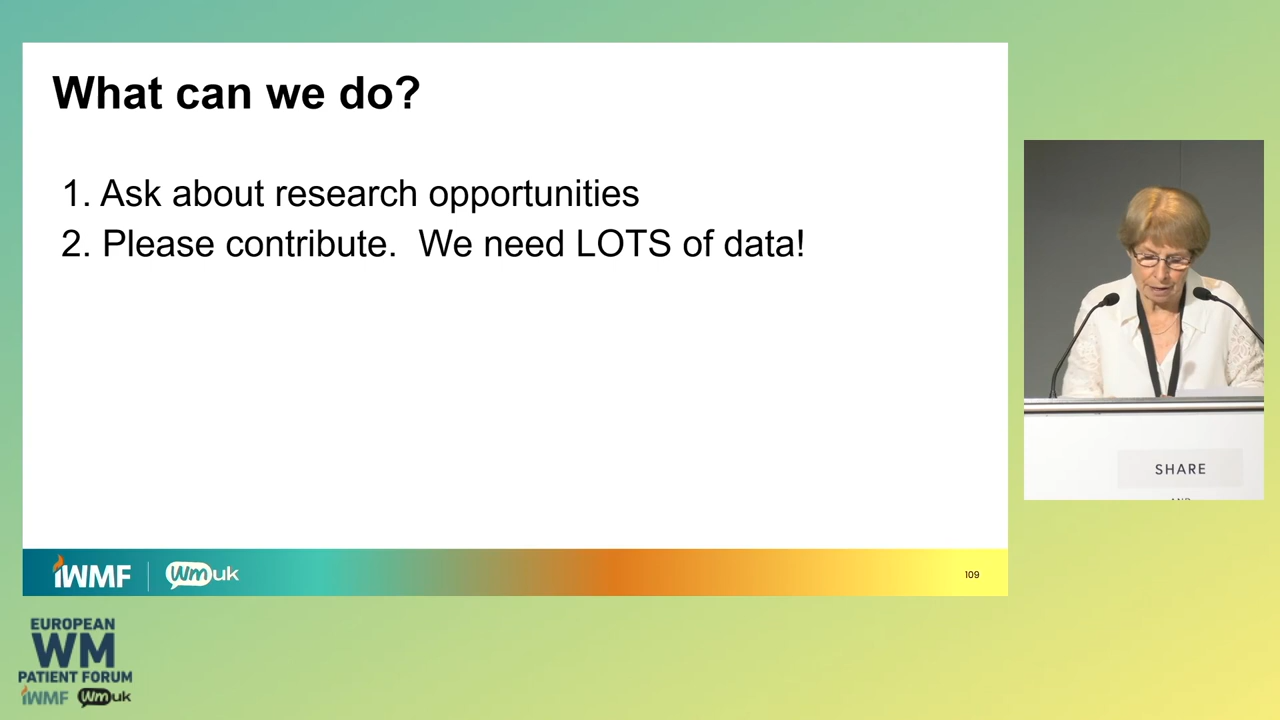 What can we do?
1. Ask about research opportunities
2. Please contribute.  We need LOTS of data!
iWMF
Wmuk
109
SHARE
AND
EUROPEAN
WM
PATIENT FORUM
iWMF Wmuk